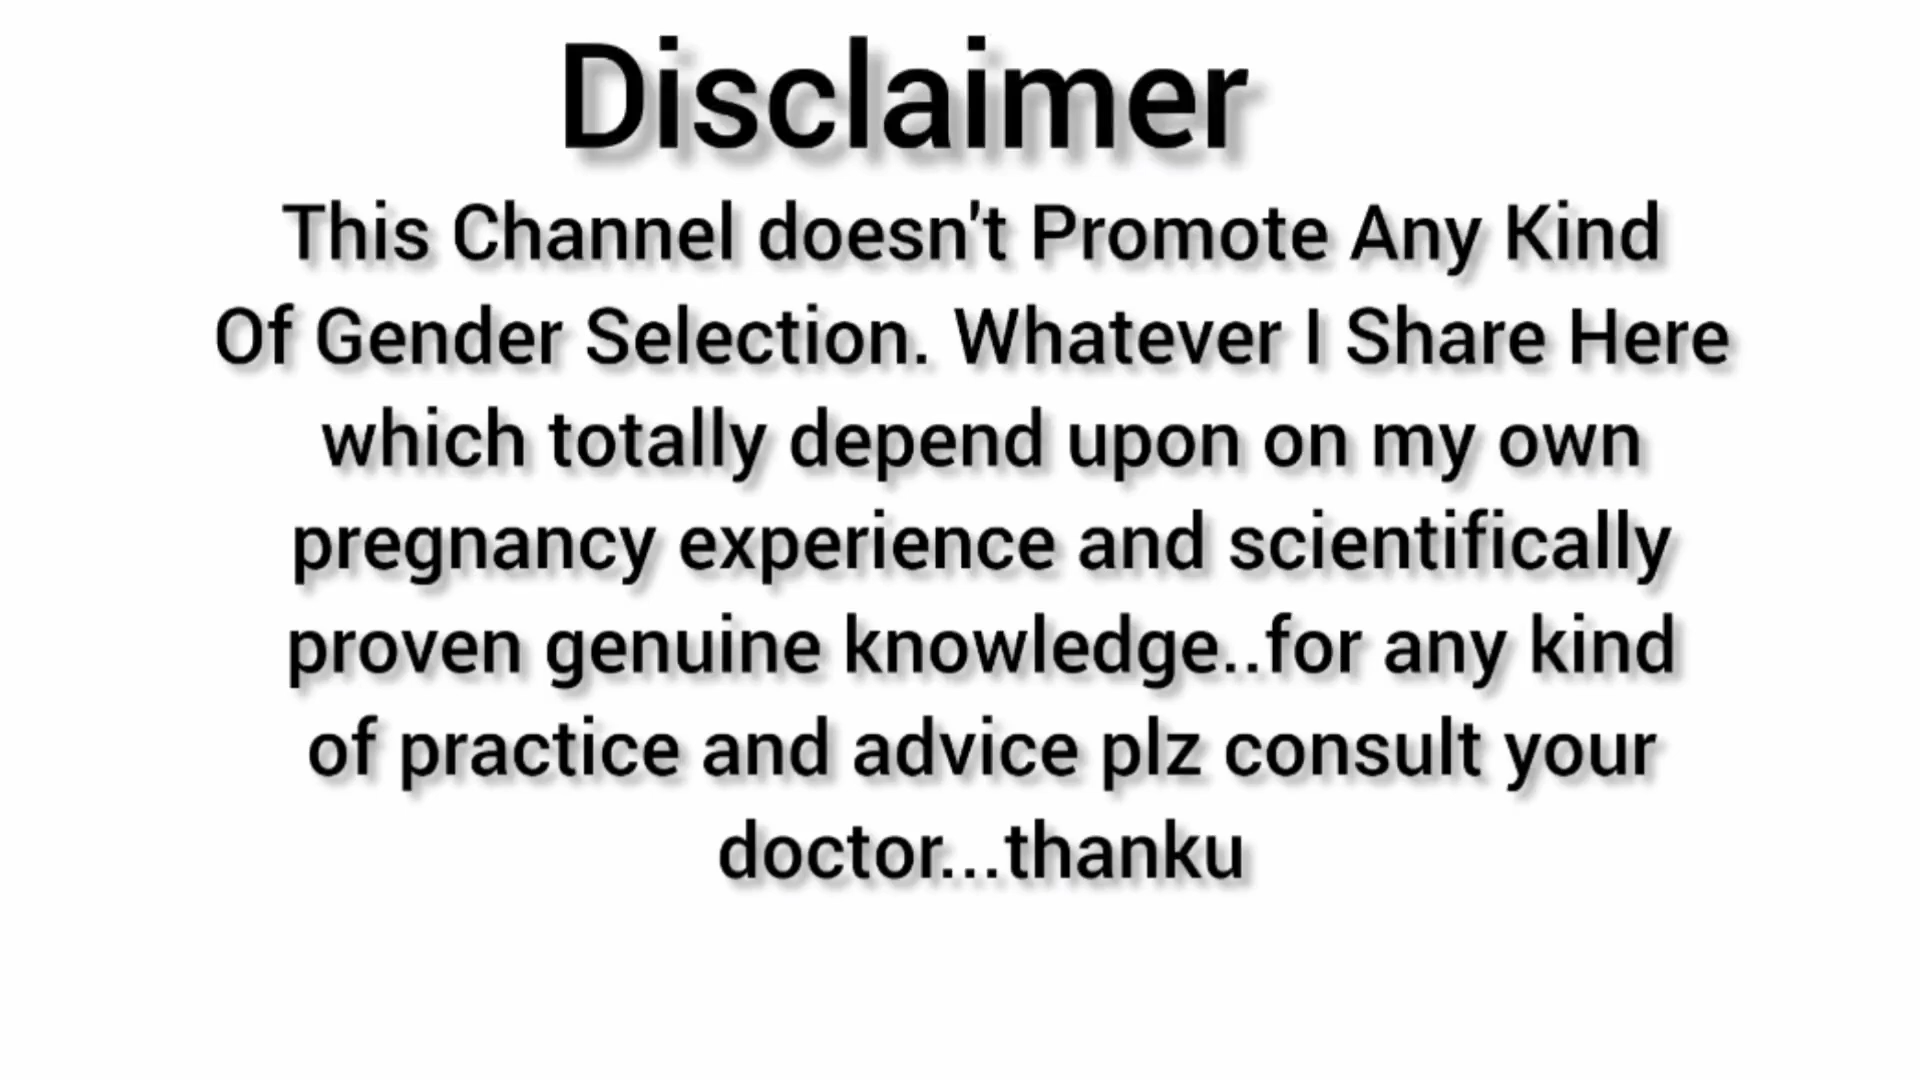 Disclaimer
This Channel doesn't Promote Any Kind
Of Gender Selection. Whatever I Share Here
which totally depend upon on my own
pregnancy experience and scientifically
proven genuine knowledge..for any kind
of practice and advice plz consult your
doctor...thanku